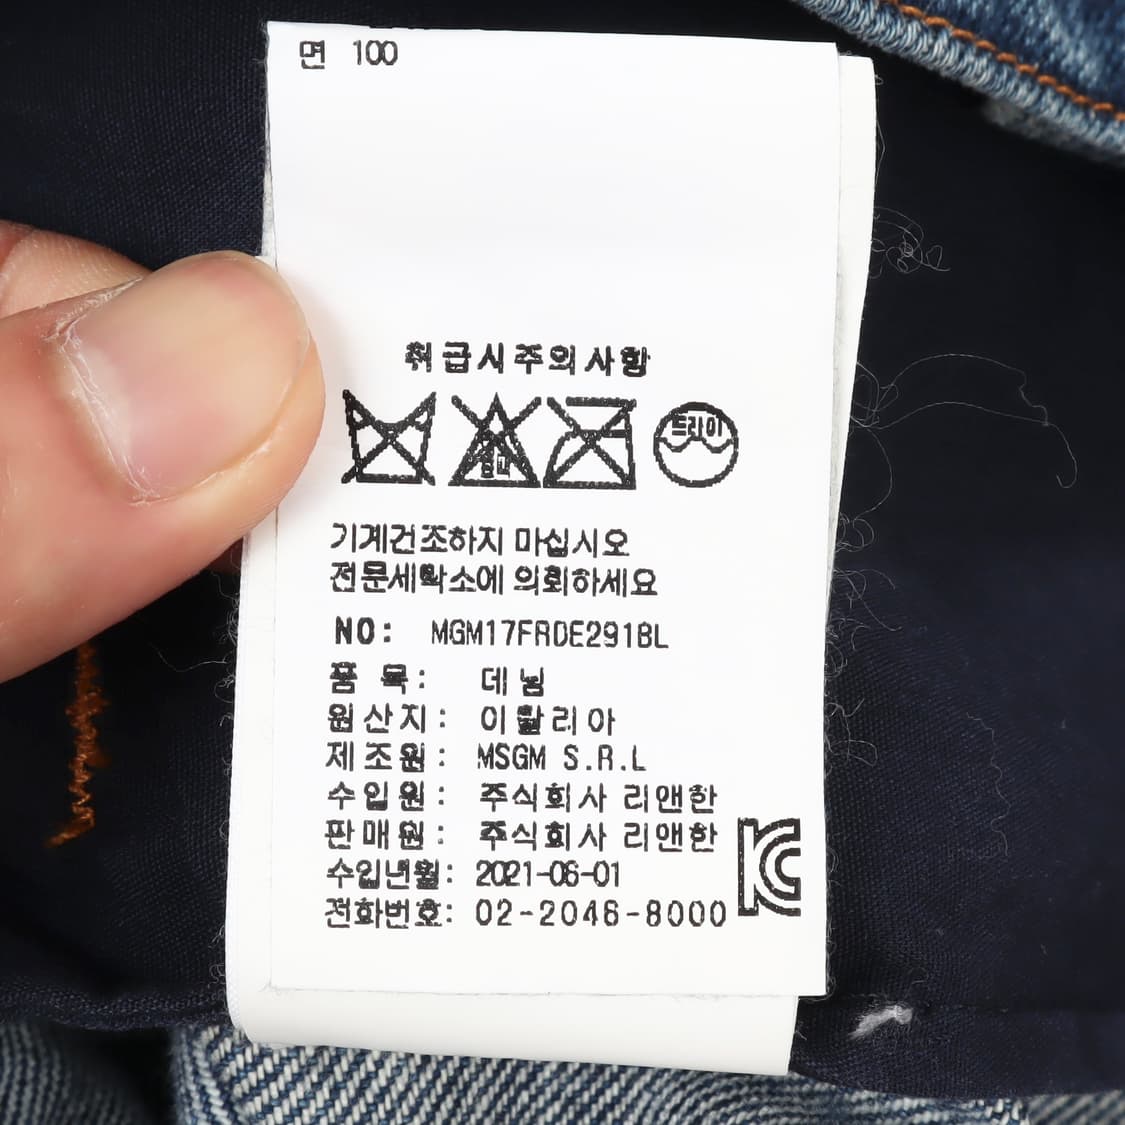 면 100
취급시주의사항
염소 드라이
기계건조하지 마십시오
전문세탁소에 의뢰하세요
NO: MGM17FRDE291BL
품 목: 데님
원산지: 이탈리아
제조원: MSGM S.R.L
수입원: 주식회사 리앤한
판매원: 주식회사 리앤한
수입년월: 2021-06-01
전화번호: 02-2046-8000